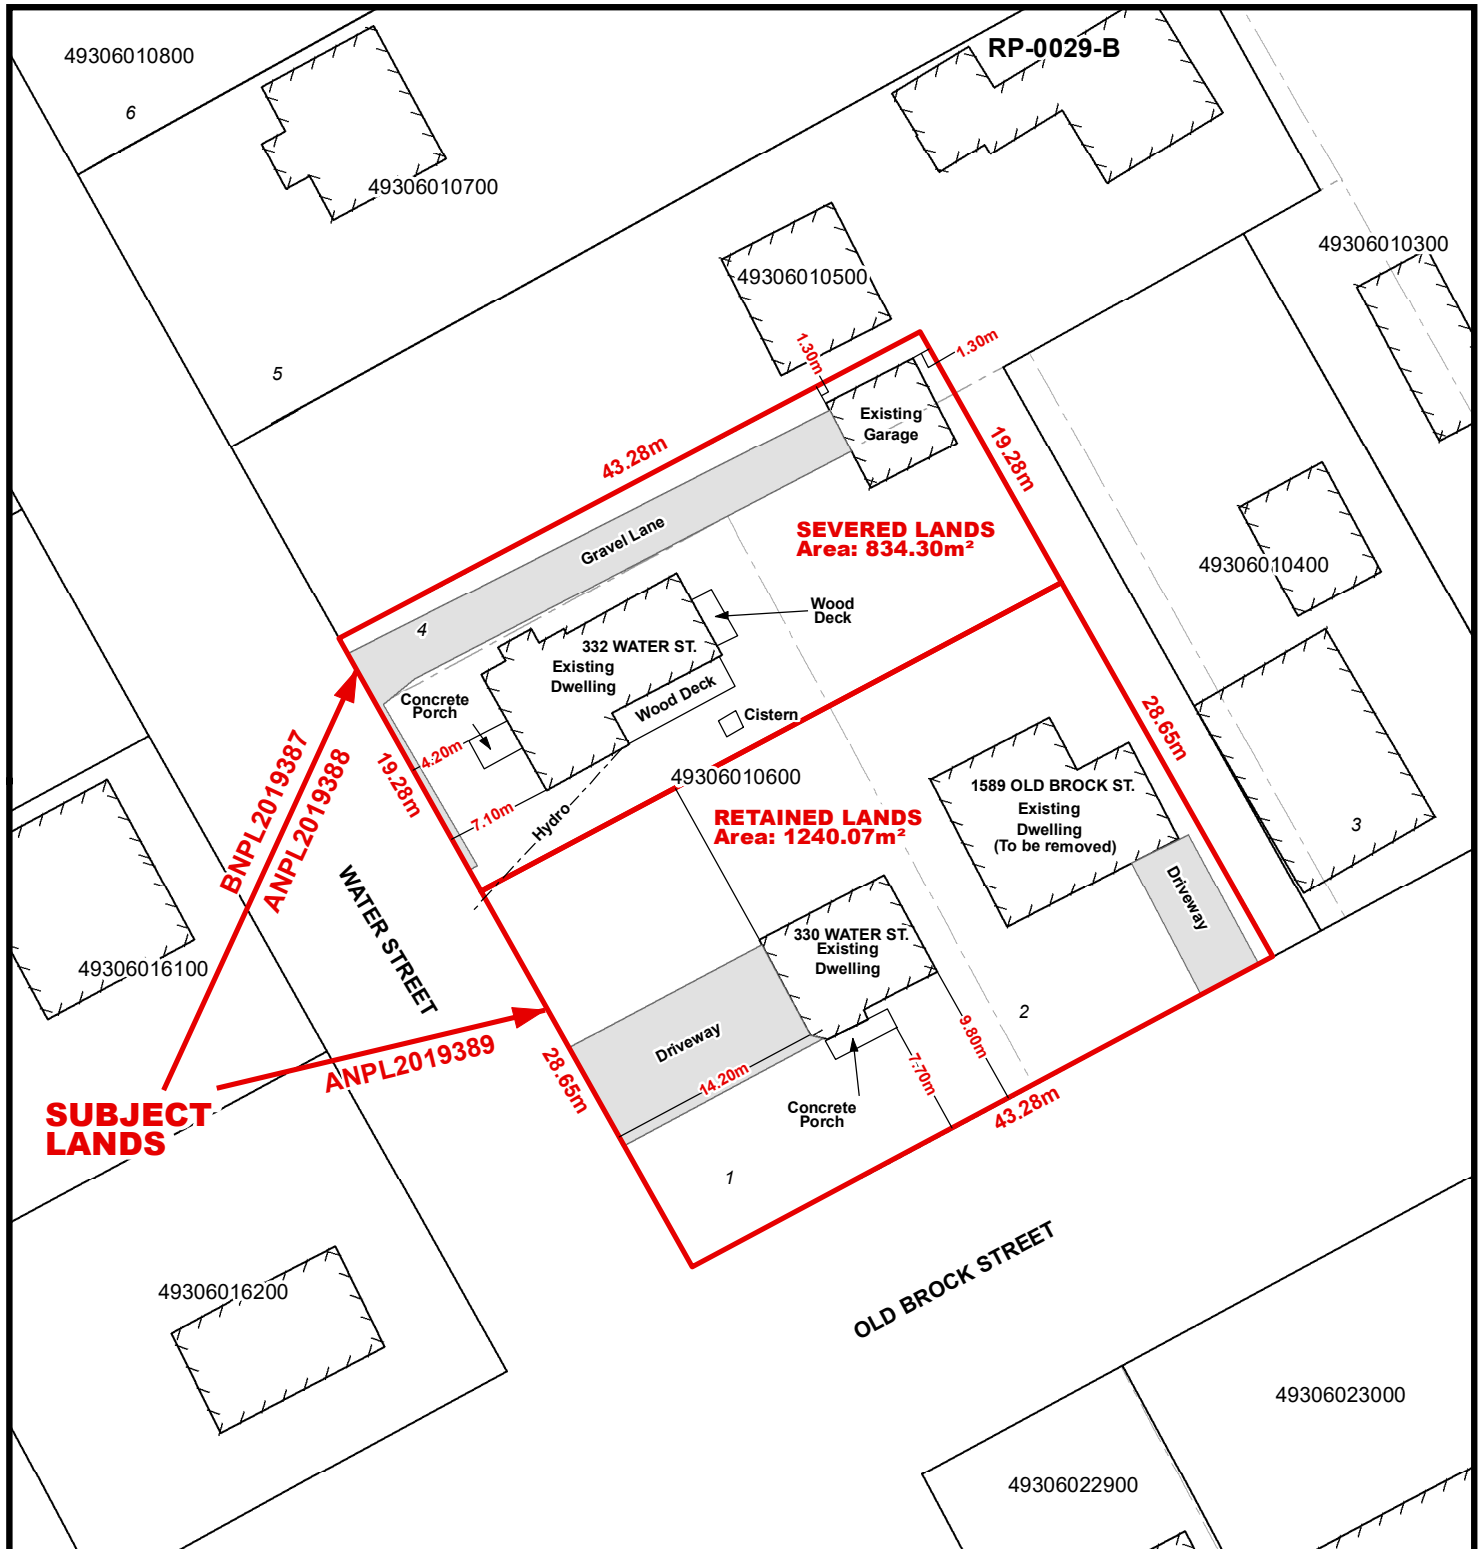 49306010800
RP-0029-B
6
49306010700
49306010300
49306010500
1.30m
1.30m
5
Existing
Garage
43.28m
19.28m
SEVERED LANDS
Area: 834.30m²
Gravel Lane
49306010400
Wood
Deck
4
332 WATER ST.
Existing
Dwelling
Concrete
Porch
Wood Deck
Cistern
4.20m
28.65m
BNPL2019387
ANPL2019388
19.28m
49306010600
1589 OLD BROCK ST.
Existing
Dwelling
(To be removed)
7.10m
Hydro
RETAINED LANDS
Area: 1240.07m²
3
WATER STREET
Driveway
330 WATER ST.
Existing
Dwelling
49306016100
2
Driveway
9.80m
7.70m
ANPL2019389
28.65m
14.20m
SUBJECT
LANDS
Concrete
Porch
43.28m
1
OLD BROCK STREET
49306016200
49306023000
49306022900